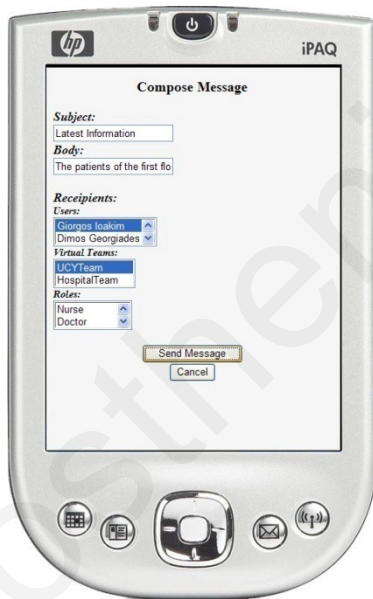 hp
iPAQ
Compose Message
Subject:
Latest Information
Body:
The patients of the first flo
Receipients:
Users:
Giorgos Ioakim
Dimos Georgiades
Virtual Teams:
UCYTeam
HospitalTeam
Roles:
Nurse
Doctor
Send Message
Cancel